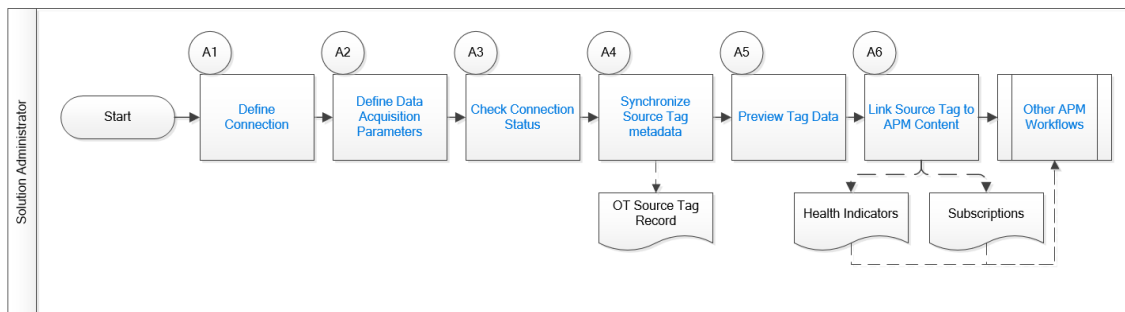 Solution Administrator
A1
A2
A3
A4
A5
A6
Start
Define
Connection
Define Data
Acquisition
Parameters
Check Connection
Status
Synchronize
Source Tag
metadata
Preview Tag Data
Link Source Tag to
APM Content
Other APM
Workflows
OT Source Tag
Record
Health Indicators
Subscriptions